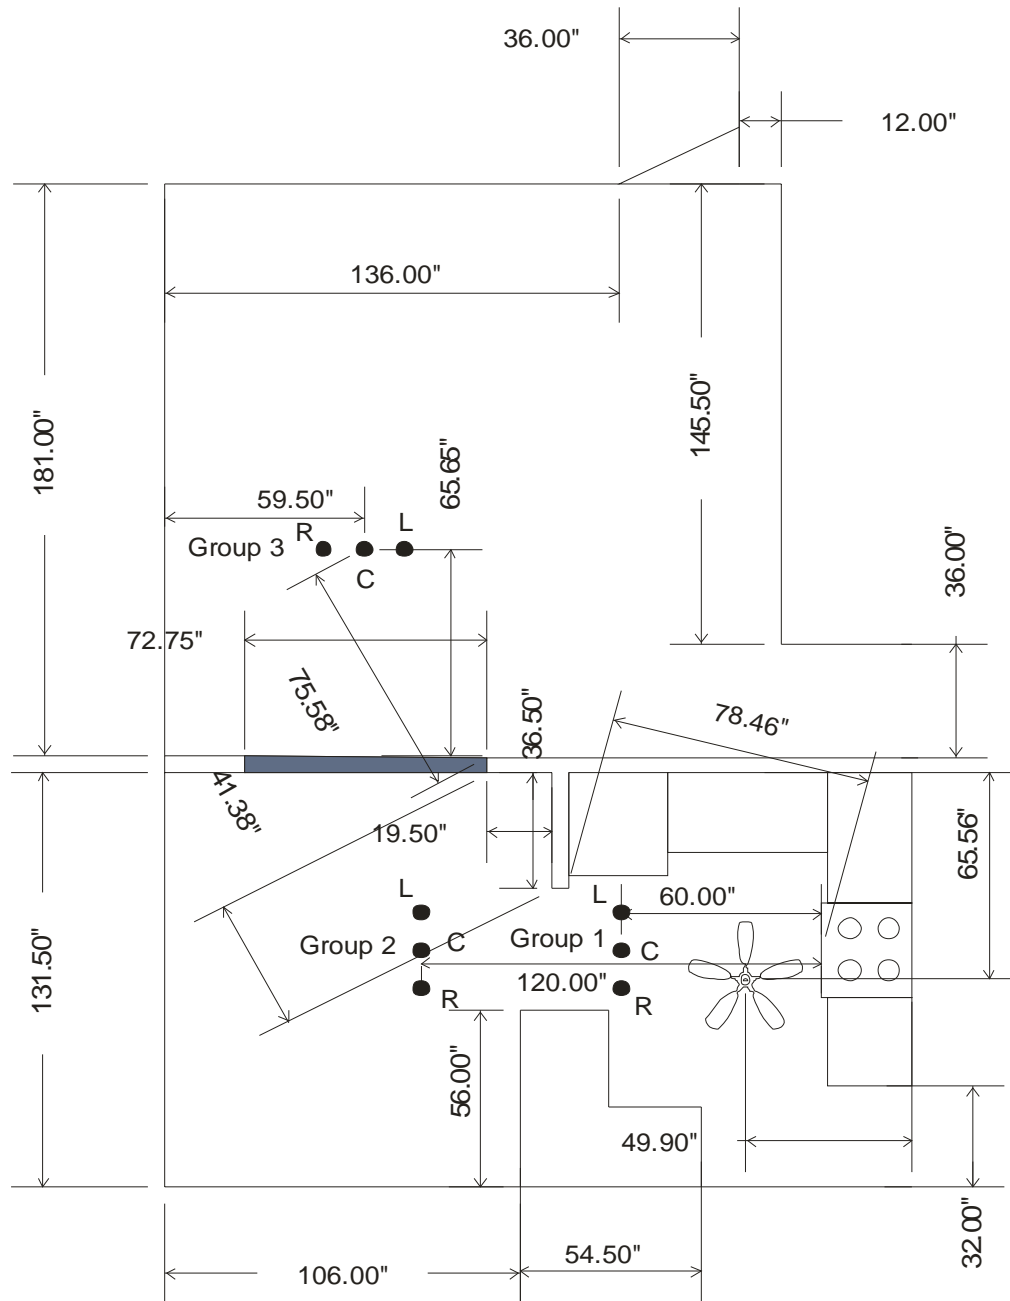 36.00"
12.00"
136.00"
181.00"
145.50"
65.65"
59.50"
R
L
Group 3
C
36.00"
72.75"
75.58"
36.50"
78.46"
41.38"
19.50"
65.56"
L
L
60.00"
Group 2
C
Group 1
C
131.50"
120.00"
R
R
56.00"
49.90"
32.00"
54.50"
106.00"